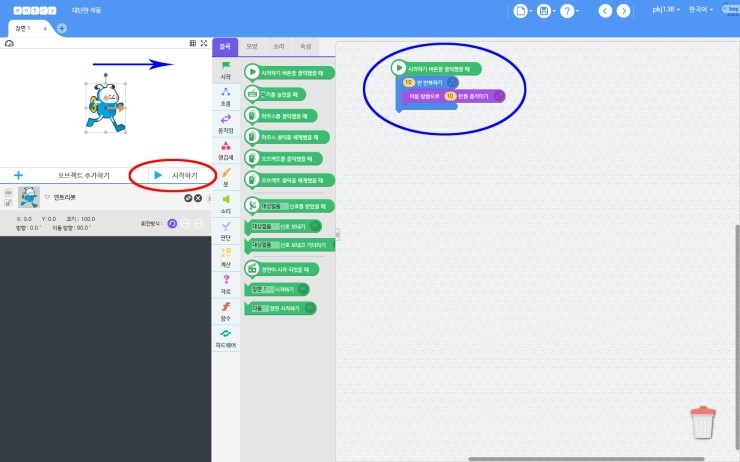 entry 대단한 작품 pkj138 한국어
장면 1 x
블록 모양 소리 속성
시작
흐름
움직임
생김새
붓
소리
판단
계산
자료
함수
하드웨어
시작하기 버튼을 클릭했을 때
키를 눌렀을 때
마우스를 클릭했을 때
마우스 클릭을 해제했을 때
오브젝트를 클릭했을 때
오브젝트 클릭을 해제했을 때
대상없음 신호를 받았을 때
대상없음 신호 보내기
대상없음 신호 보내고 기다리기
장면이 시작 되었을 때
장면 1 시작하기
다음 장면 시작하기
시작하기 버튼을 클릭했을 때
10 번 반복하기
이동 방향으로 10 만큼 움직이기
+ 오브젝트 추가하기 시작하기
엔트리봇
X: 0.0 Y: 0.0 크기: 100.0
방향: 0.0˚ 이동 방향: 90.0˚ 회전방식: